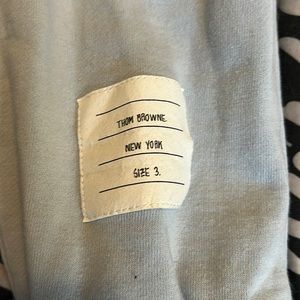 THOM BROWNE.
NEW YORK
SIZE 3.